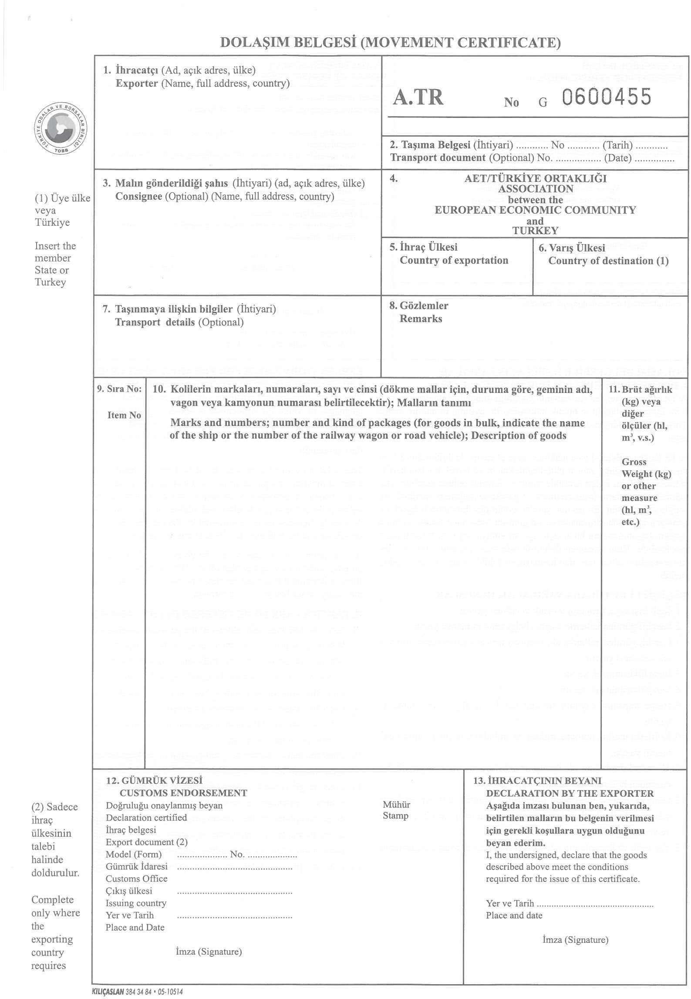 DOLAŞIM BELGESİ (MOVEMENT CERTIFICATE)
1. İhracatçı (Ad, açık adres, ülke)
Exporter (Name, full address, country)
A.TR No G 0600455
TÜRKİYE ODALAR VE BORSALAR BİRLİĞİ
TOBB
2. Taşıma Belgesi (İhtiyari) ............ No ............ (Tarih) ............
Transport document (Optional) No. ................. (Date) ...............
3. Malın gönderildiği şahıs (İhtiyari) (ad, açık adres, ülke)
Consignee (Optional) (Name, full address, country)
4. AET/TÜRKİYE ORTAKLIĞI
ASSOCIATION
between the
EUROPEAN ECONOMIC COMMUNITY
and
TURKEY
(1) Üye ülke
veya
Türkiye
Insert the
member
State or
Turkey
5. İhraç Ülkesi
Country of exportation
6. Varış Ülkesi
Country of destination (1)
7. Taşınmaya ilişkin bilgiler (İhtiyari)
Transport details (Optional)
8. Gözlemler
Remarks
9. Sıra No:
Item No
10. Kolilerin markaları, numaraları, sayı ve cinsi (dökme mallar için, duruma göre, geminin adı,
vagon veya kamyonun numarası belirtilecektir); Malların tanımı
Marks and numbers; number and kind of packages (for goods in bulk, indicate the name
of the ship or the number of the railway wagon or road vehicle); Description of goods
11. Brüt ağırlık
(kg) veya
diğer
ölçüler (hl,
m³, v.s.)
Gross
Weight (kg)
or other
measure
(hl, m³,
etc.)
12. GÜMRÜK VİZESİ
CUSTOMS ENDORSEMENT
Doğruluğu onaylanmış beyan
Declaration certified
İhraç belgesi
Export document (2)
Model (Form) ................... No. ...................
Gümrük İdaresi ............................................
Customs Office
Çıkış ülkesi ............................................
Issuing country
Yer ve Tarih ............................................
Place and Date
İmza (Signature)
Mühür
Stamp
13. İHRACATÇININ BEYANI
DECLARATION BY THE EXPORTER
Aşağıda imzası bulunan ben, yukarıda,
belirtilen malların bu belgenin verilmesi
için gerekli koşullara uygun olduğunu
beyan ederim.
I, the undersigned, declare that the goods
described above meet the conditions
required for the issue of this certificate.
Yer ve Tarih .............................................
Place and date
İmza (Signature)
(2) Sadece
ihraç
ülkesinin
talebi
halinde
doldurulur.
Complete
only where
the
exporting
country
requires
KILIÇASLAN 384 34 84 • 05-10514